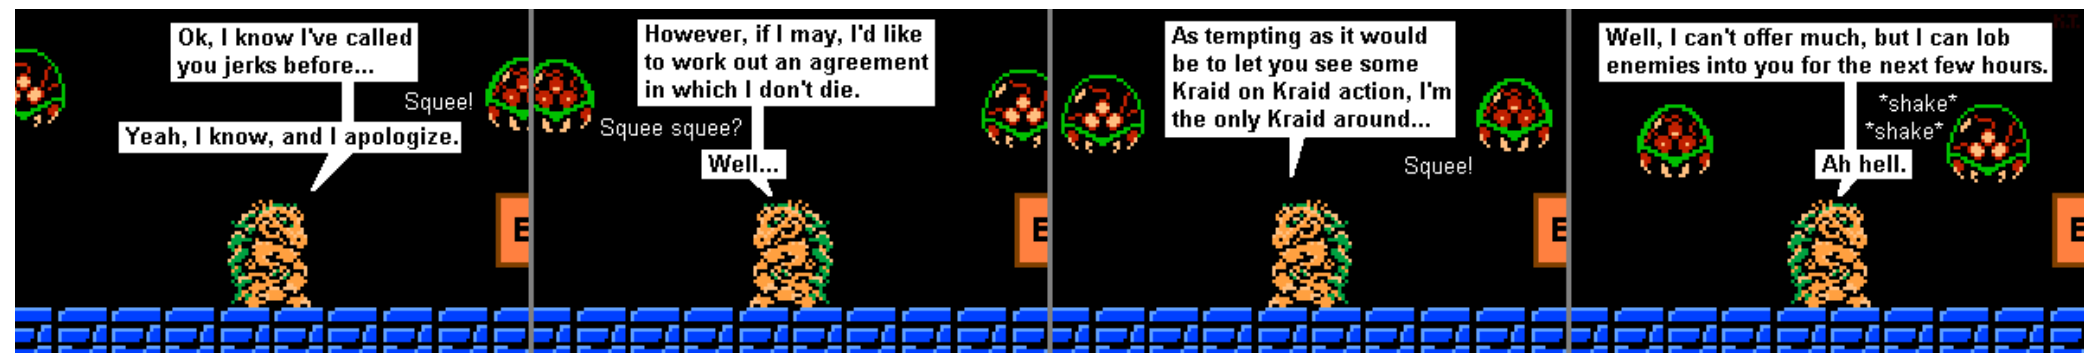 Ok, I know I've called
you jerks before...
Squee!
Yeah, I know, and I apologize.
E
However, if I may, I'd like
to work out an agreement
in which I don't die.
Squee squee?
Well...
E
As tempting as it would
be to let you see some
Kraid on Kraid action, I'm
the only Kraid around...
Squee!
E
Well, I can't offer much, but I can lob
enemies into you for the next few hours.
*shake*
*shake*
Ah hell.
E